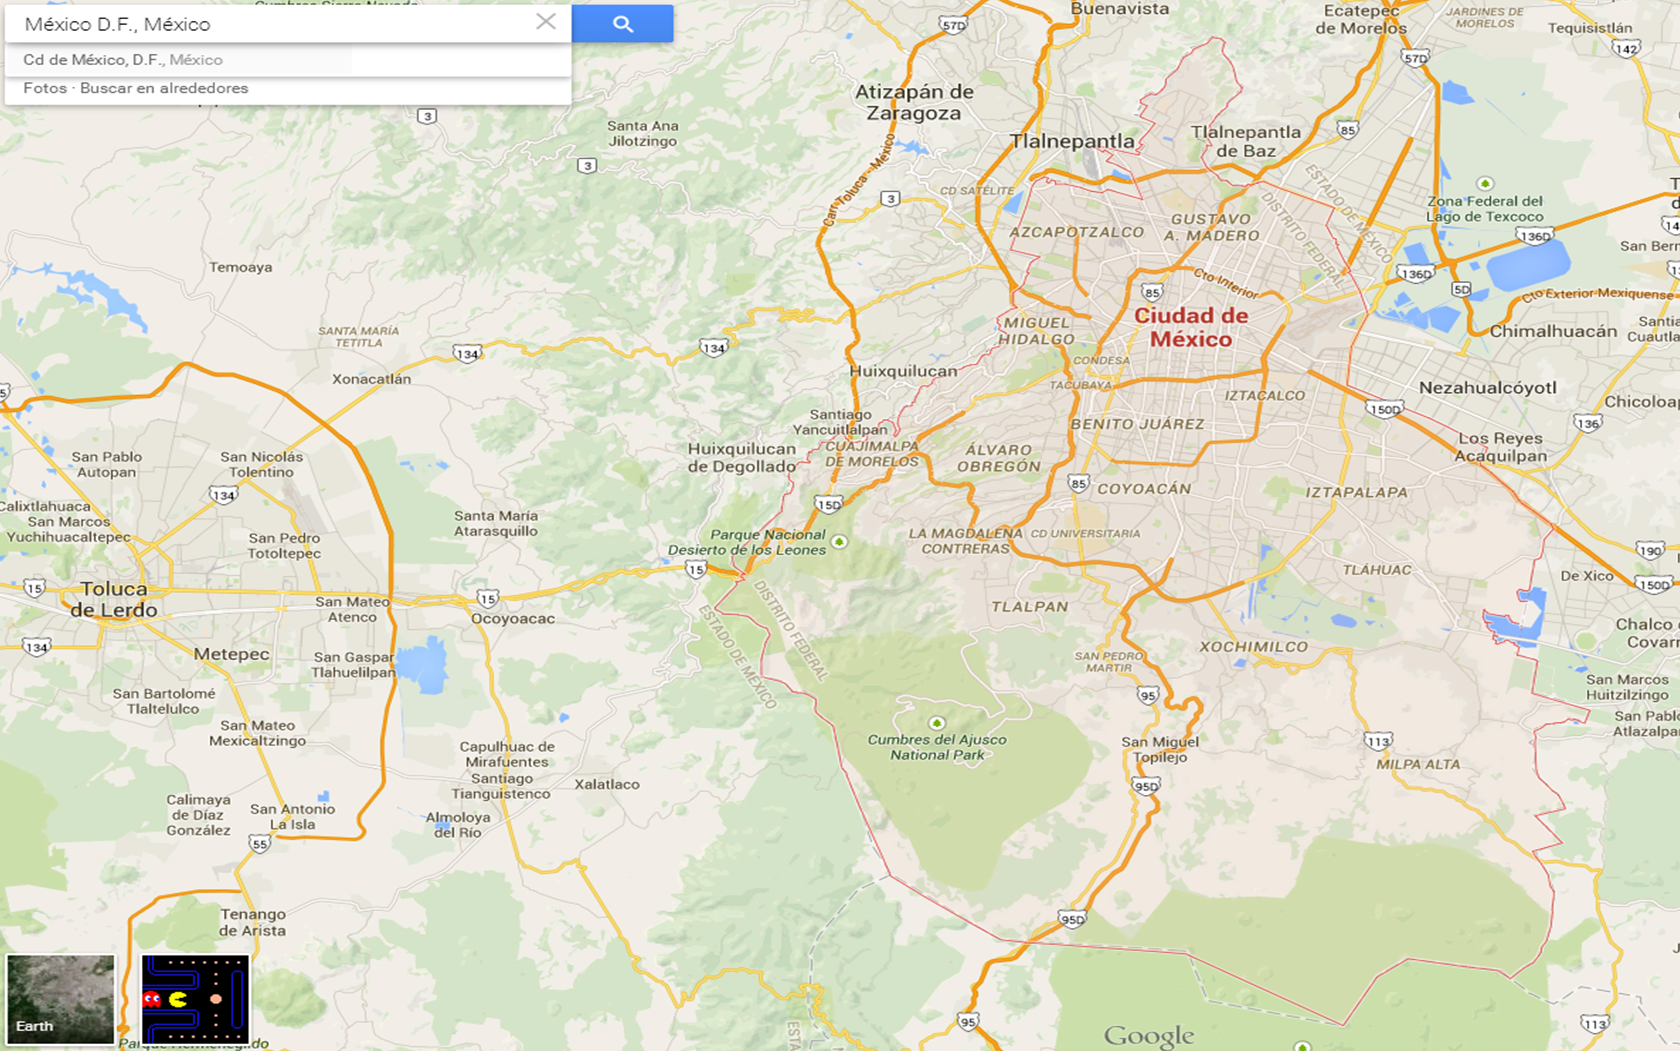 México D.F., México
Cd de México, D.F., México
Fotos · Buscar en alrededores
Buenavista
Ecatepec
de Morelos
JARDINES DE
MORELOS
Tequisistlán
57D
57D
142
3
3
3
Santa Ana
Jilotzingo
Atizapán de
Zaragoza
Tlalnepantla
Tlalnepantla
de Baz
85
Carr Toluca - México
CD SATÉLITE
ESTADO DE MÉXICO
DISTRITO FEDERAL
Zona Federal del
Lago de Texcoco
136D
136D
5D
San Bern
AZCAPOTZALCO
GUSTAVO
A. MADERO
Cto Interior
85
Ciudad de
México
Cto Exterior Mexiquense
Chimalhuacán
Temoaya
SANTA MARÍA
TETITLA
134
134
Xonacatlán
MIGUEL
HIDALGO
CONDESA
TACUBAYA
Huixquilucan
Nezahualcóyotl
IZTACALCO
150D
136
Santiago
Yancuitlalpan
CUAJIMALPA
DE MORELOS
BENITO JUÁREZ
Los Reyes
Acaquilpan
San Pablo
Autopan
San Nicolás
Tolentino
134
Huixquilucan
de Degollado
ÁLVARO
OBREGÓN
85
COYOACÁN
IZTAPALAPA
Calixtlahuaca
San Marcos
Yuchihuacaltepec
Santa María
Atarasquillo
15D
San Pedro
Totoltepec
Parque Nacional
Desierto de los Leones
LA MAGDALENA
CONTRERAS
CD UNIVERSITARIA
190
TLÁHUAC
De Xico
150D
15
Toluca
de Lerdo
15
15
San Mateo
Atenco
Ocoyoacac
TLALPAN
DISTRITO FEDERAL
ESTADO DE MÉXICO
Chalco
Covarr
134
Metepec
San Gaspar
Tlahuelilpan
SAN PEDRO
MARTIR
XOCHIMILCO
San Bartolomé
Tlaltelulco
95
San Marcos
Huitzilzingo
San Mateo
Mexicaltzingo
Cumbres del Ajusco
National Park
San Pablo
Atlazalpa
Capulhuac de
Mirafuentes
Santiago
Tianguistenco
Xalatlaco
San Miguel
Topilejo
113
MILPA ALTA
95D
Calimaya
de Díaz
González
San Antonio
La Isla
Almoloya
del Río
55
Tenango
de Arista
95D
Earth
95
Google
113